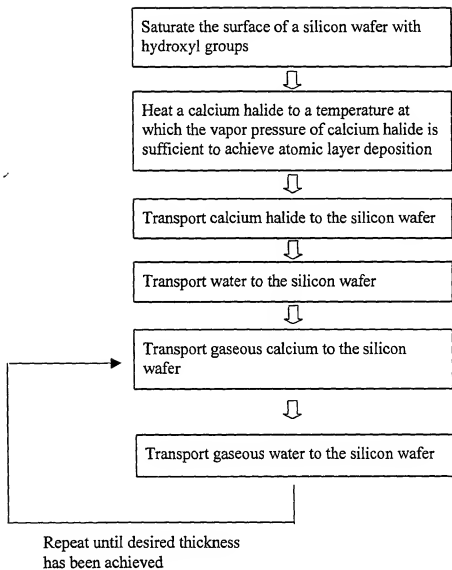 Saturate the surface of a silicon wafer with
hydroxyl groups
Heat a calcium halide to a temperature at
which the vapor pressure of calcium halide is
sufficient to achieve atomic layer deposition
Transport calcium halide to the silicon wafer
Transport water to the silicon wafer
Transport gaseous calcium to the silicon
wafer
Transport gaseous water to the silicon wafer
Repeat until desired thickness
has been achieved